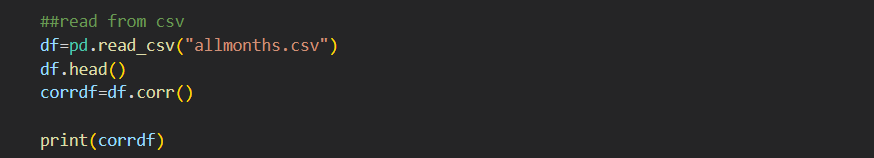 ##read from csv
df=pd.read_csv("allmonths.csv")
df.head()
corrdf=df.corr()
print(corrdf)